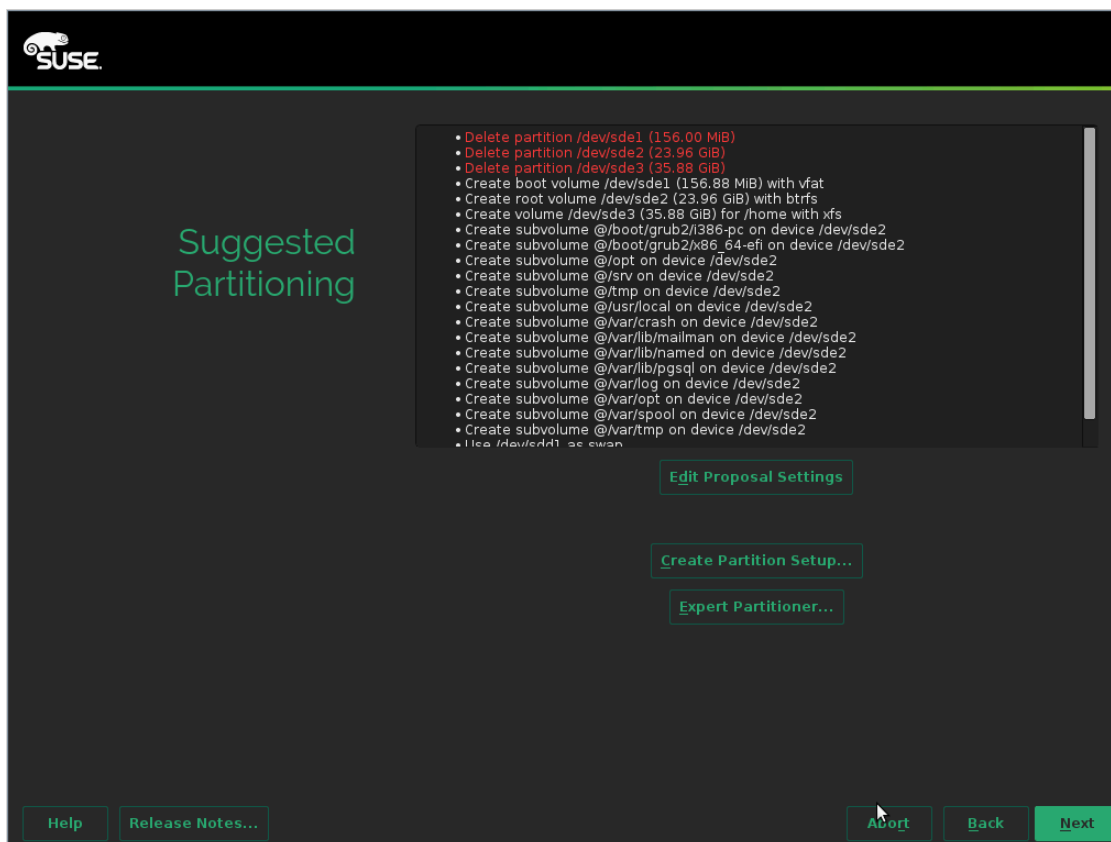 SUSE.
Suggested
Partitioning
• Delete partition /dev/sde1 (156.00 MiB)
• Delete partition /dev/sde2 (23.96 GiB)
• Delete partition /dev/sde3 (35.88 GiB)
• Create boot volume /dev/sde1 (156.88 MiB) with vfat
• Create root volume /dev/sde2 (23.96 GiB) with btrfs
• Create volume /dev/sde3 (35.88 GiB) for /home with xfs
• Create subvolume @/boot/grub2/i386-pc on device /dev/sde2
• Create subvolume @/boot/grub2/x86_64-efi on device /dev/sde2
• Create subvolume @/opt on device /dev/sde2
• Create subvolume @/srv on device /dev/sde2
• Create subvolume @/tmp on device /dev/sde2
• Create subvolume @/usr/local on device /dev/sde2
• Create subvolume @/var/crash on device /dev/sde2
• Create subvolume @/var/lib/mailman on device /dev/sde2
• Create subvolume @/var/lib/named on device /dev/sde2
• Create subvolume @/var/lib/pgsql on device /dev/sde2
• Create subvolume @/var/log on device /dev/sde2
• Create subvolume @/var/opt on device /dev/sde2
• Create subvolume @/var/spool on device /dev/sde2
• Create subvolume @/var/tmp on device /dev/sde2
• Use /dev/sdd1 as swap
Edit Proposal Settings
Create Partition Setup...
Expert Partitioner...
Help
Release Notes...
Abort
Back
Next